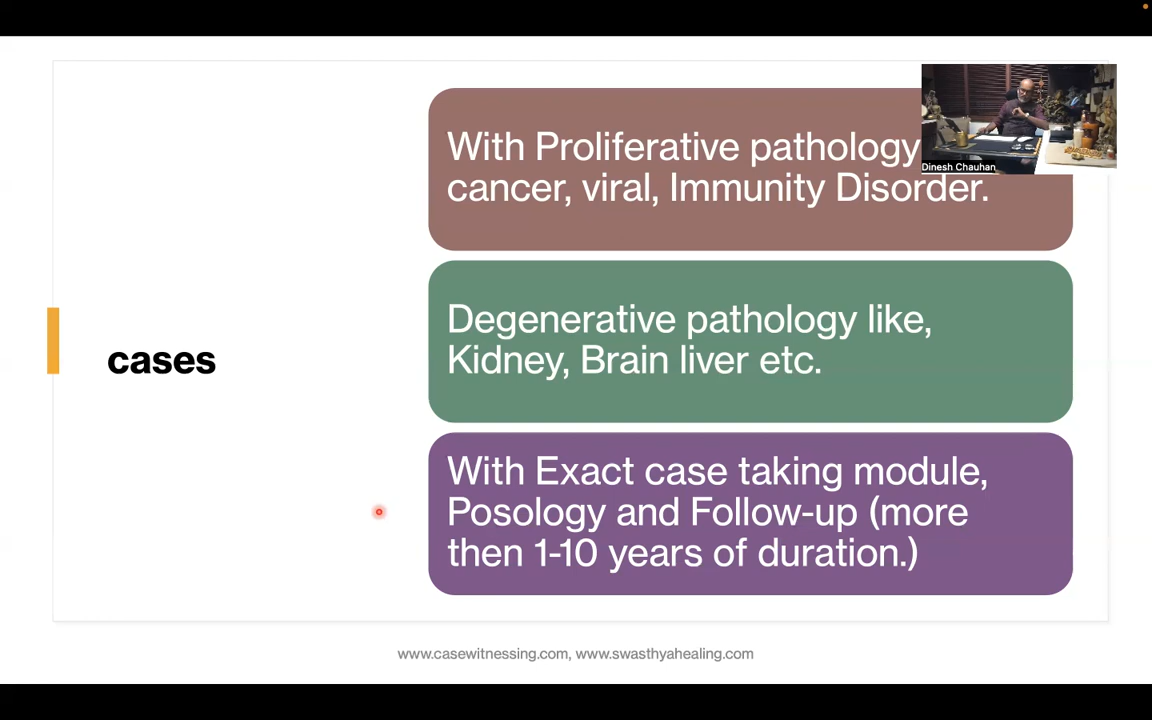 With Proliferative pathology
cancer, viral, Immunity Disorder.
Dinesh Chauhan
Degenerative pathology like,
Kidney, Brain liver etc.
cases
With Exact case taking module,
Posology and Follow-up (more
then 1-10 years of duration.)
www.casewitnessing.com, www.swasthyahealing.com